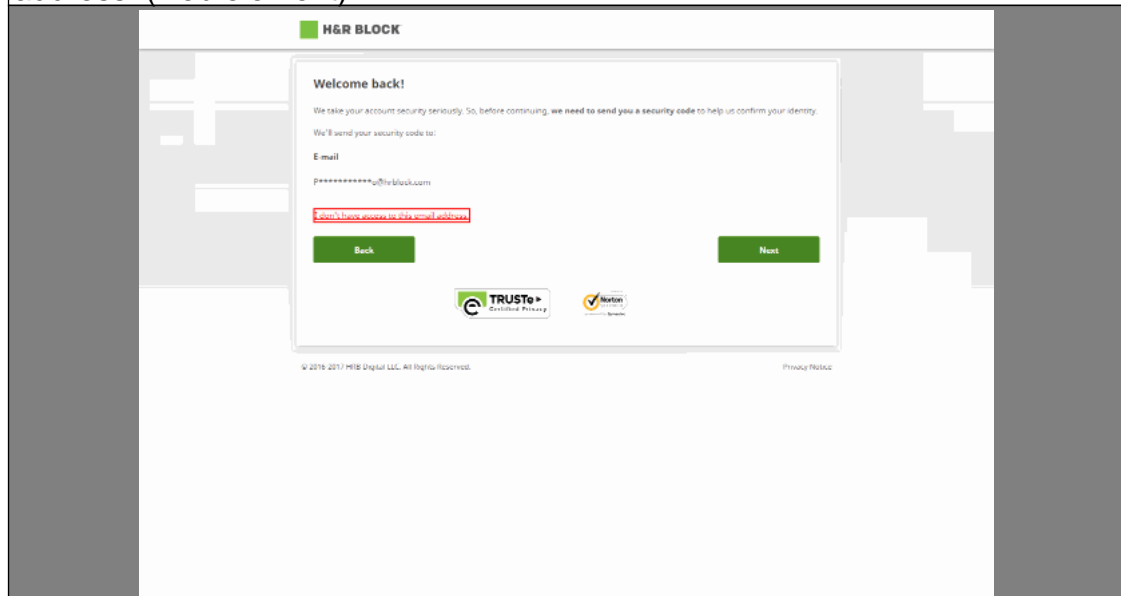 H&R BLOCK
Welcome back!
We take your account security seriously. So, before continuing, we need to send you a security code to help us confirm your identity.
We'll send your security code to:
E-mail
P***********o@hrblock.com
I don't have access to this email address.
Back
Next
TRUSTe
Certified Privacy
Norton
© 2016-2017 HRB Digital LLC. All Rights Reserved.
Privacy Notice